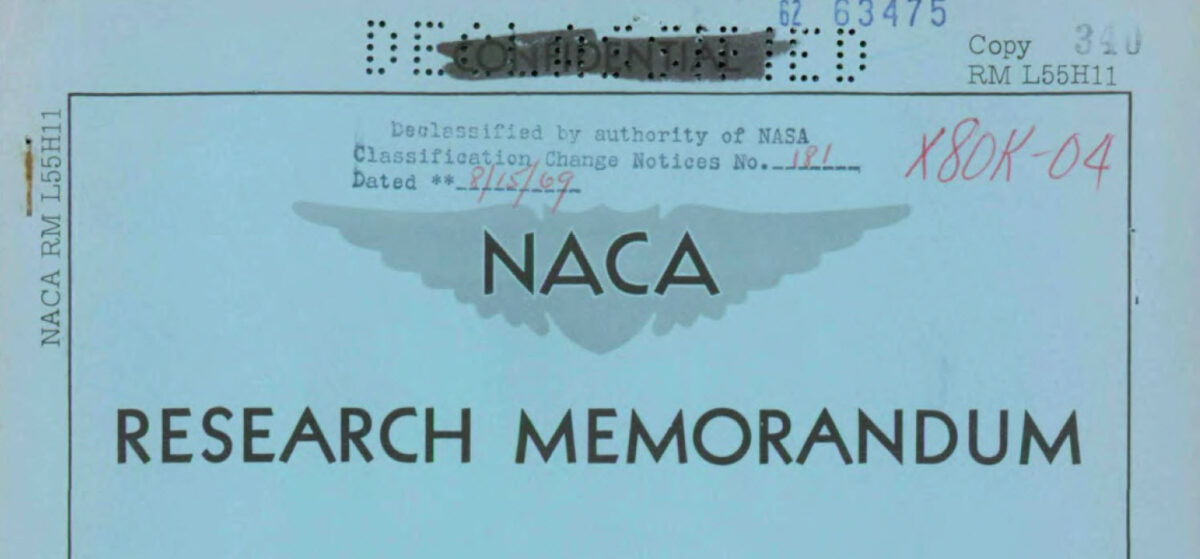 62 63475
DECLASSIFIED
CONFIDENTIAL
Copy 340
RM L55H11
NACA RM L55H11
Declassified by authority of NASA
Classification Change Notices No. 181
Dated ** 8/15/69
X80K-04
NACA
RESEARCH MEMORANDUM